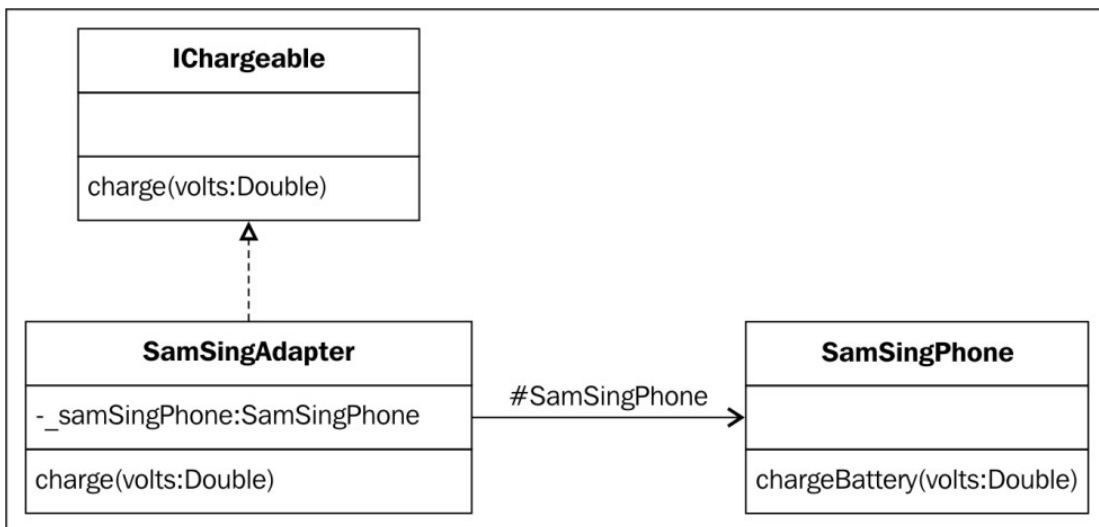 IChargeable
charge(volts:Double)
SamSingAdapter
-_samSingPhone:SamSingPhone
charge(volts:Double)
#SamSingPhone
SamSingPhone
chargeBattery(volts:Double)